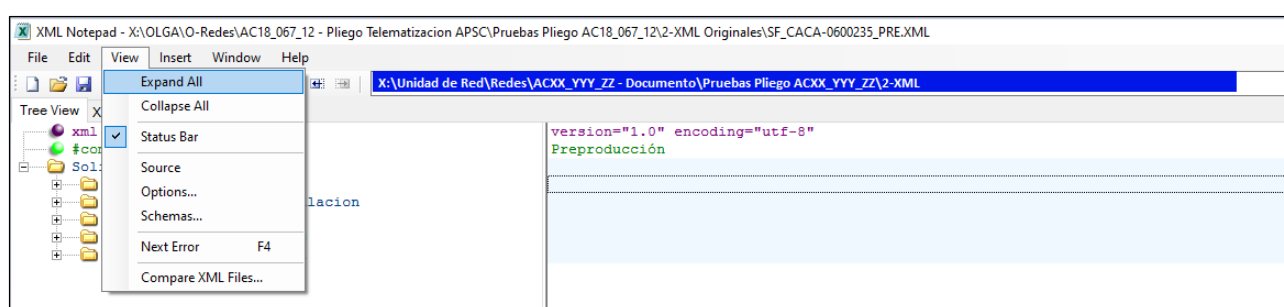 XML Notepad - X:\OLGA\O-Redes\AC18_067_12 - Pliego Telematizacion APSC\Pruebas Pliego AC18_067_12\2-XML Originales\SF_CACA-0600235_PRE.XML
File Edit View Insert Window Help
Expand All
X:\Unidad de Red\Redes\ACXX_YYY_ZZ - Documento\Pruebas Pliego ACXX_YYY_ZZ\2-XML
Collapse All
Tree View X
xml
Status Bar
version="1.0" encoding="utf-8"
#co
Preproducción
Sol
Source
Options...
lacion
Schemas...
Next Error F4
Compare XML Files...